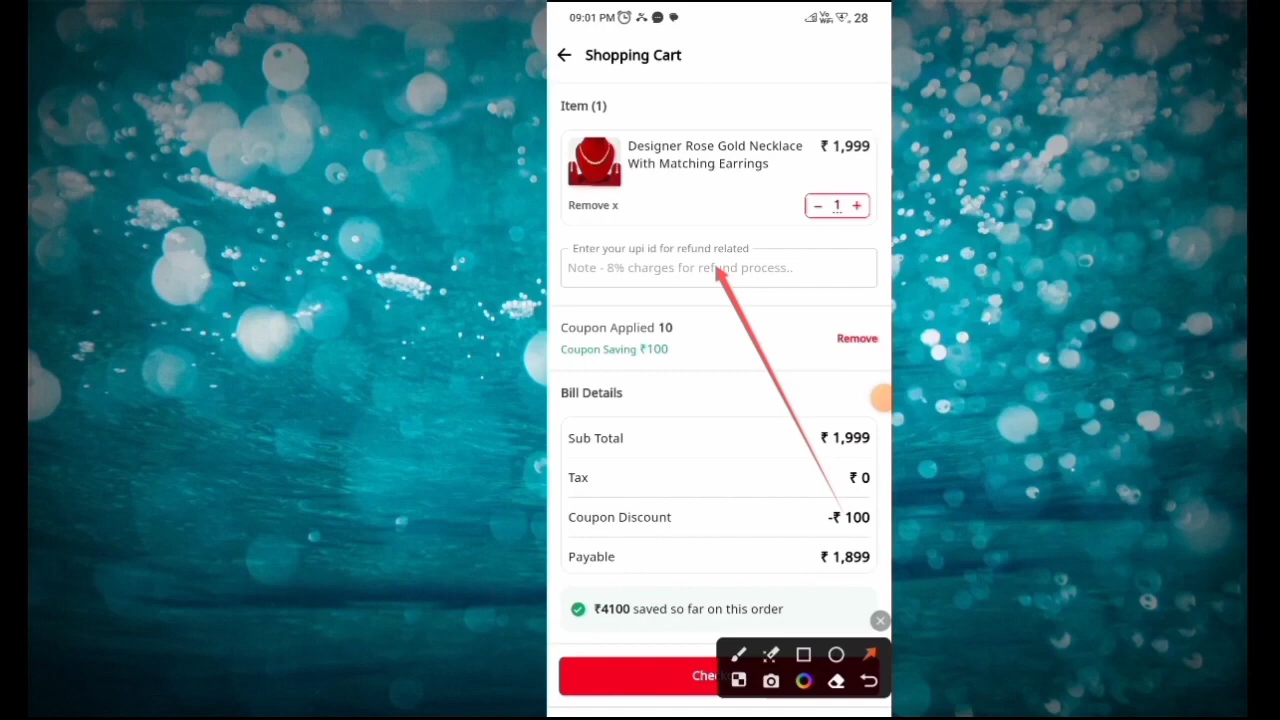 09:01 PM 28
Shopping Cart
Item (1)
Designer Rose Gold Necklace ₹ 1,999
With Matching Earrings
Remove x − 1 +
Enter your upi id for refund related
Note - 8% charges for refund process..
Coupon Applied 10
Coupon Saving ₹100
Remove
Bill Details
Sub Total ₹ 1,999
Tax ₹ 0
Coupon Discount -₹ 100
Payable ₹ 1,899
₹4100 saved so far on this order